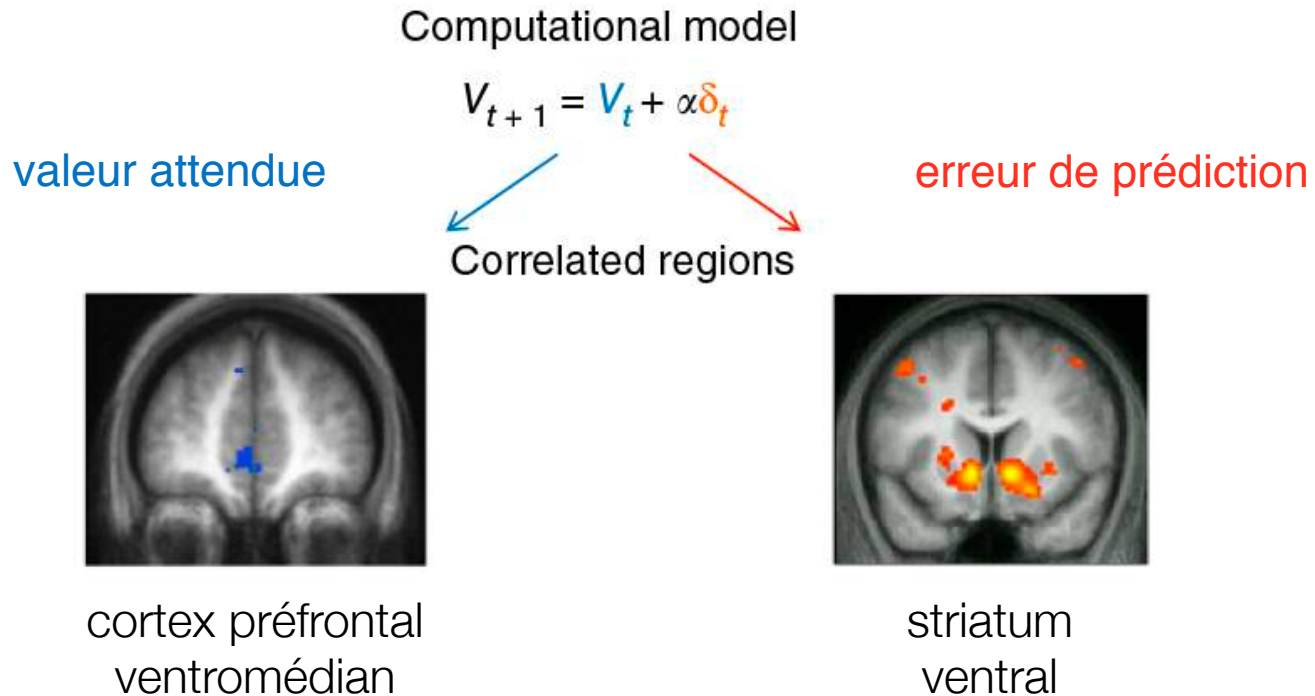 Computational model
V_{t + 1} = V_t + αδ_t
valeur attendue
erreur de prédiction
Correlated regions
cortex préfrontal
ventromédian
striatum
ventral